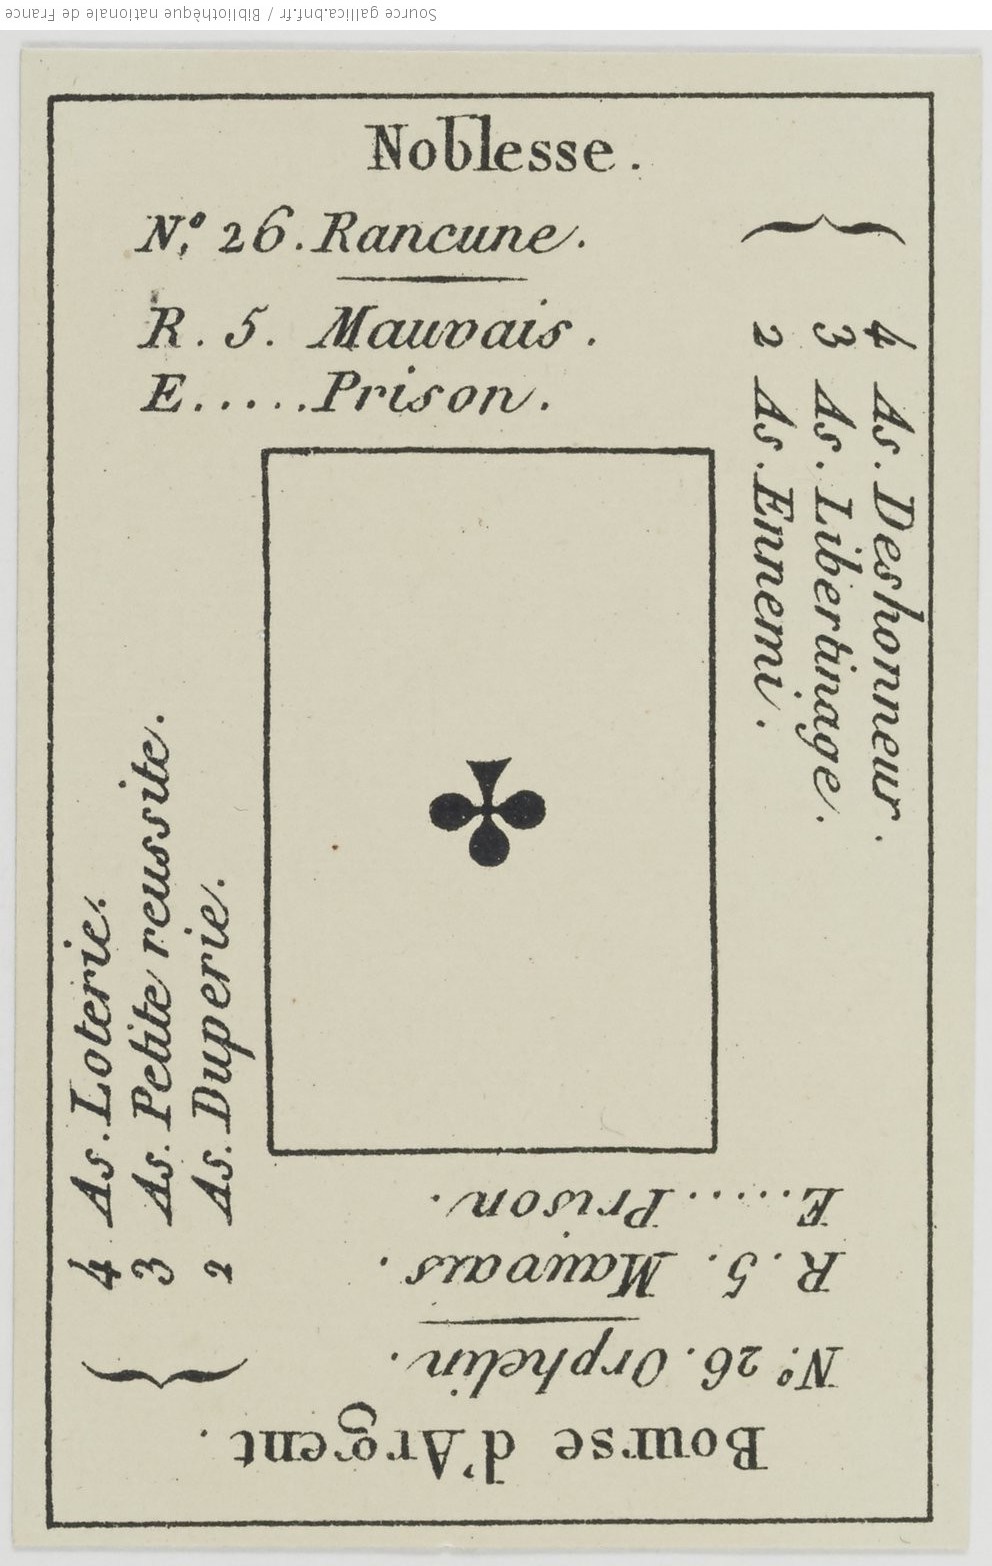 Source gallica.bnf.fr / Bibliothèque nationale de France
Noblesse.
N.º 26. Rancune.
R. 5. Mauvais.
E.....Prison.
4 As. Deshonneur.
3 As. Libertinage.
2 As. Ennemi.
4 As. Loterie.
3 As. Petite reussite.
2 As. Duperie.
Bourse d'Argent.
N.º 26. Orphelin.
R. 5. Mauvais.
E.....Prison.